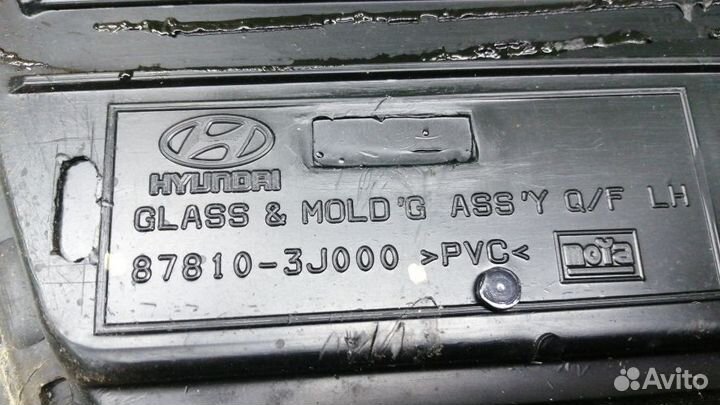 HYUNDAI
GLASS & MOLD'G ASS'Y Q/F LH
87810-3J000 >PVC<
Avito